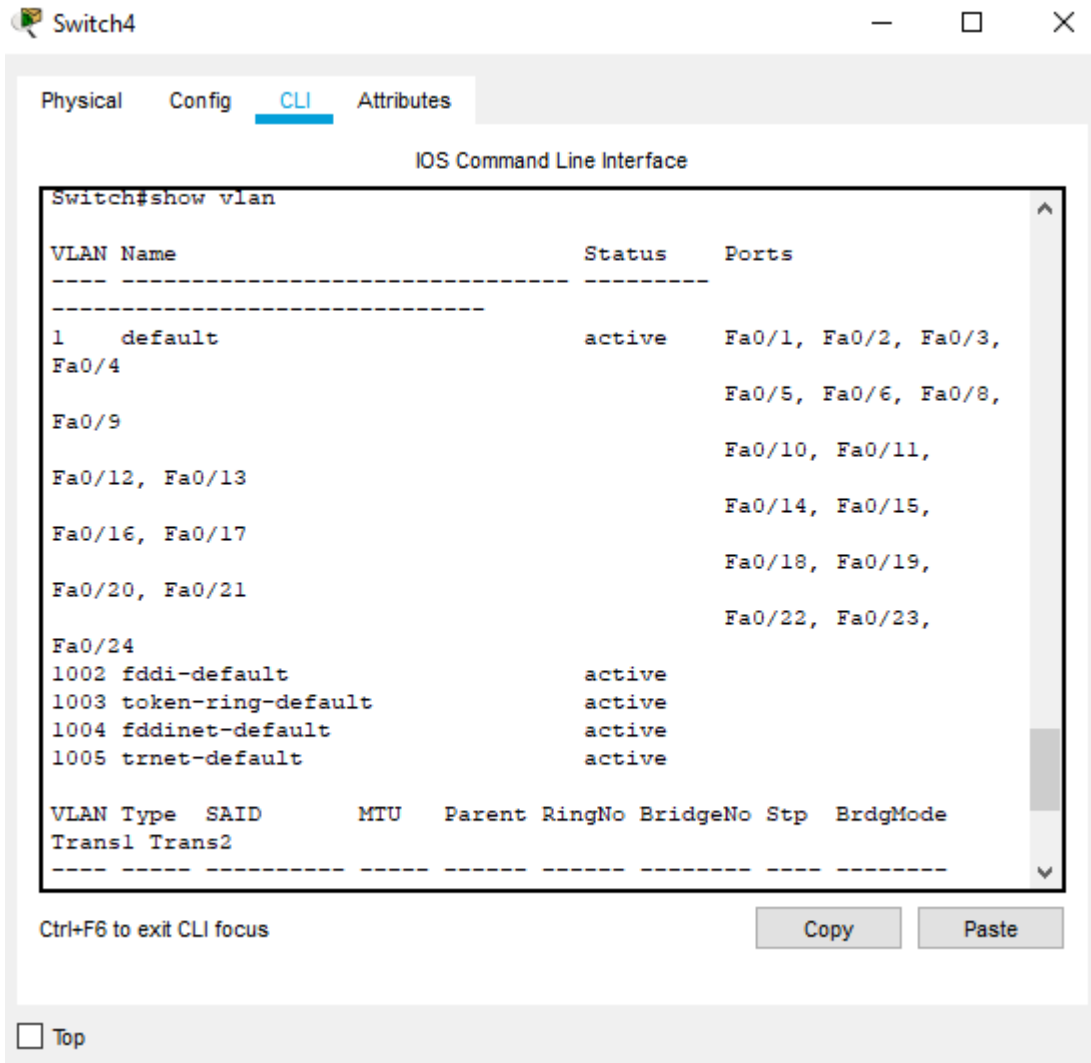 Switch4
Physical Config CLI Attributes
IOS Command Line Interface
Switch#show vlan
VLAN Name                             Status    Ports
---- -------------------------------- ---------
-------------------------------
1    default                          active    Fa0/1, Fa0/2, Fa0/3,
Fa0/4
                                                Fa0/5, Fa0/6, Fa0/8,
Fa0/9
                                                Fa0/10, Fa0/11,
Fa0/12, Fa0/13
                                                Fa0/14, Fa0/15,
Fa0/16, Fa0/17
                                                Fa0/18, Fa0/19,
Fa0/20, Fa0/21
                                                Fa0/22, Fa0/23,
Fa0/24
1002 fddi-default                     active
1003 token-ring-default               active
1004 fddinet-default                  active
1005 trnet-default                    active
VLAN Type  SAID       MTU   Parent RingNo BridgeNo Stp  BrdgMode
Trans1 Trans2
---- ----- ---------- ----- ------ ------ -------- ---- --------
Ctrl+F6 to exit CLI focus
Copy Paste
Top